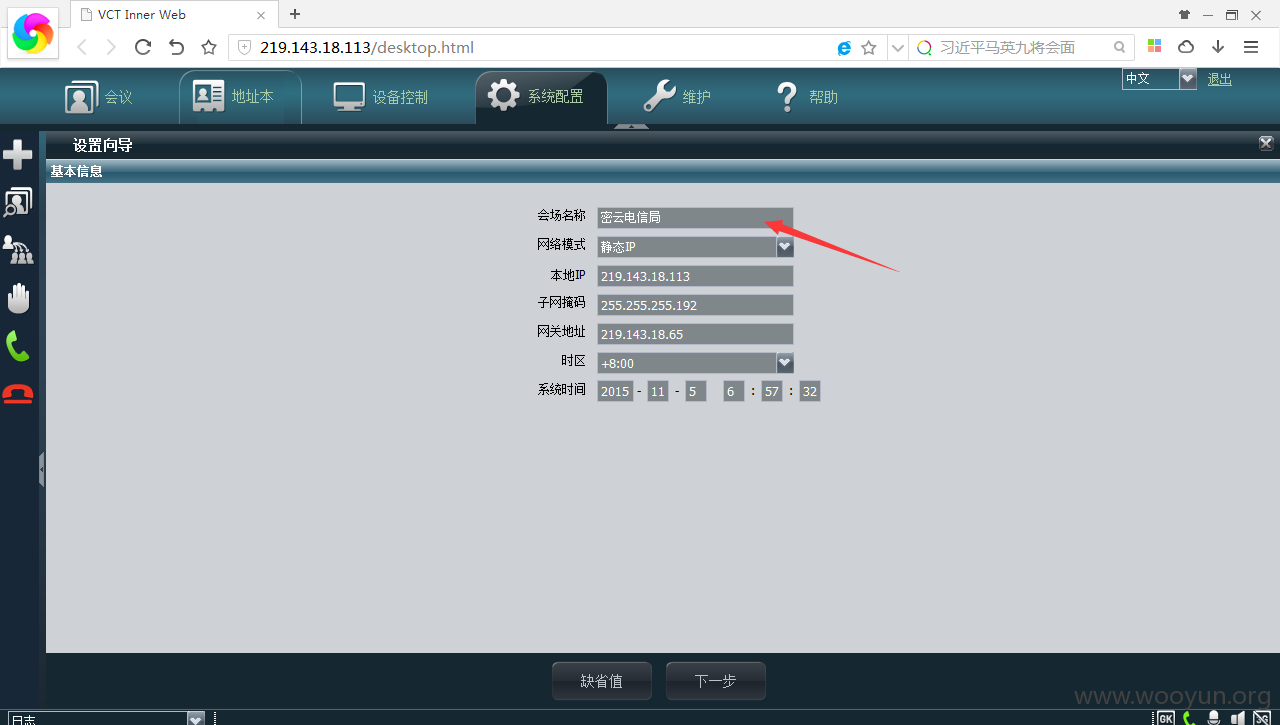 VCT Inner Web
219.143.18.113/desktop.html
习近平马英九将会面
会议
地址本
设备控制
系统配置
维护
帮助
中文
退出
设置向导
基本信息
会场名称 密云电信局
网络模式 静态IP
本地IP 219.143.18.113
子网掩码 255.255.255.192
网关地址 219.143.18.65
时区 +8:00
系统时间 2015 - 11 - 5 6 : 57 : 32
缺省值
下一步
www.wooyun.org
日志
GK